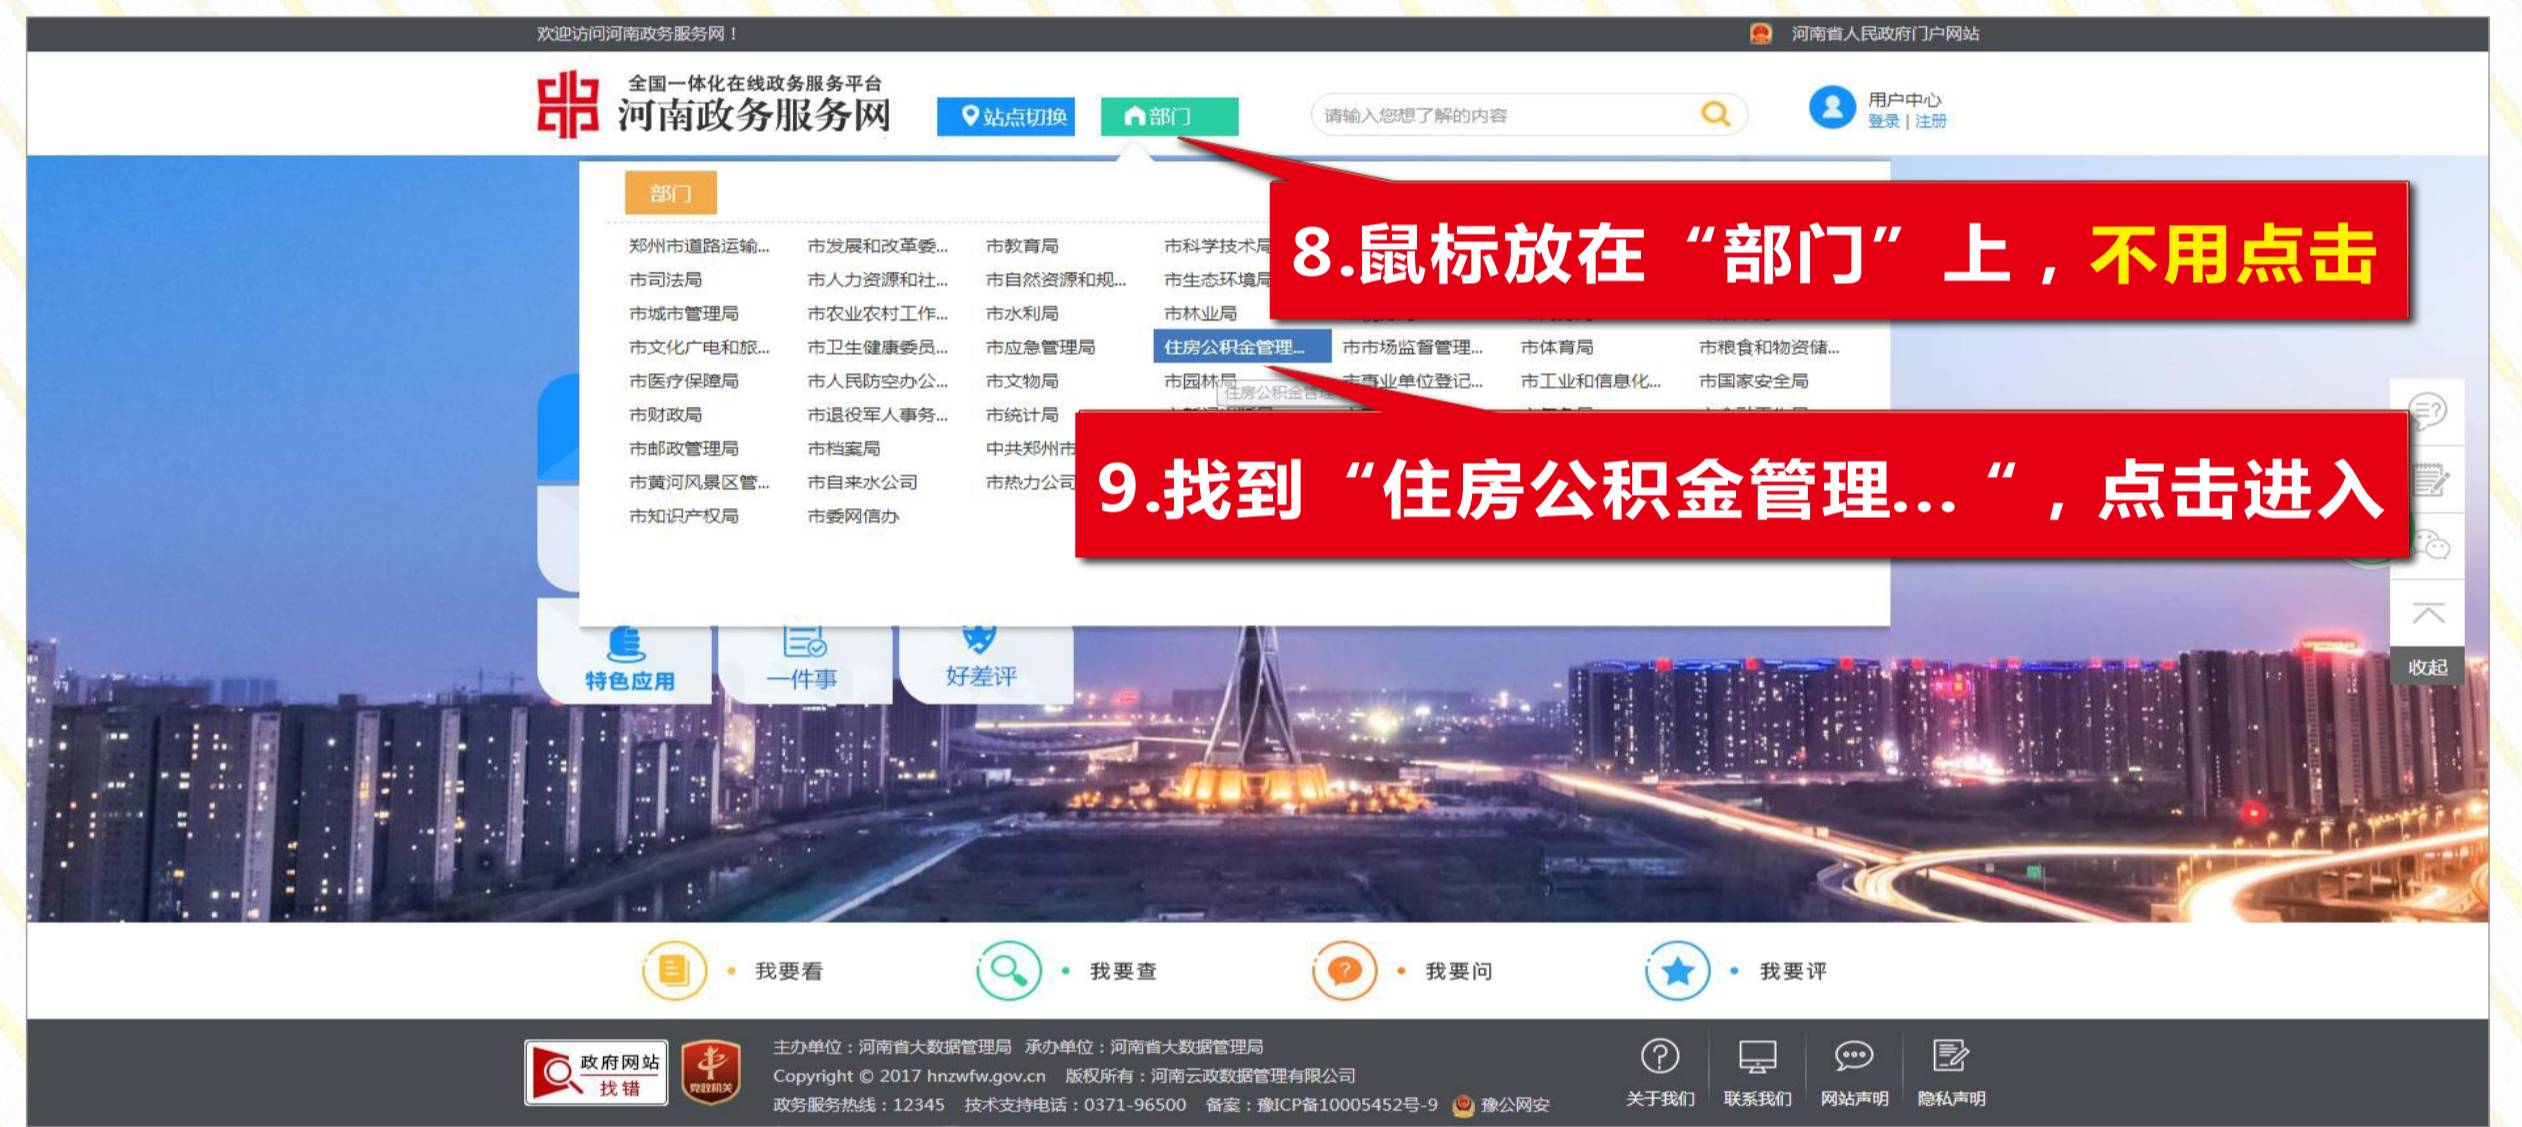 欢迎访问河南政务服务网！
河南省人民政府门户网站
全国一体化在线政务服务平台
河南政务服务网
站点切换
部门
请输入您想了解的内容
用户中心
登录 | 注册
部门
郑州市道路运输... 市发展和改革委... 市教育局 市科学技术局
市司法局 市人力资源和社... 市自然资源和规... 市生态环境局
市城市管理局 市农业农村工作... 市水利局 市林业局
市文化广电和旅... 市卫生健康委员... 市应急管理局 住房公积金管理... 市市场监督管理... 市体育局 市粮食和物资储...
市医疗保障局 市人民防空办公... 市文物局 市园林局 市事业单位登记... 市工业和信息化... 市国家安全局
住房公积金管理
市财政局 市退役军人事务... 市统计局
市邮政管理局 市档案局 中共郑州市
市黄河风景区管... 市自来水公司 市热力公司
市知识产权局 市委网信办
8.鼠标放在“部门”上，不用点击
9.找到“住房公积金管理...“，点击进入
特色应用
一件事
好差评
收起
我要看
我要查
我要问
我要评
政府网站
找错
党政机关
主办单位：河南省大数据管理局 承办单位：河南省大数据管理局
Copyright © 2017 hnzwfw.gov.cn 版权所有：河南云政数据管理有限公司
政务服务热线：12345 技术支持电话：0371-96500 备案：豫ICP备10005452号-9 豫公网安
关于我们
联系我们
网站声明
隐私声明